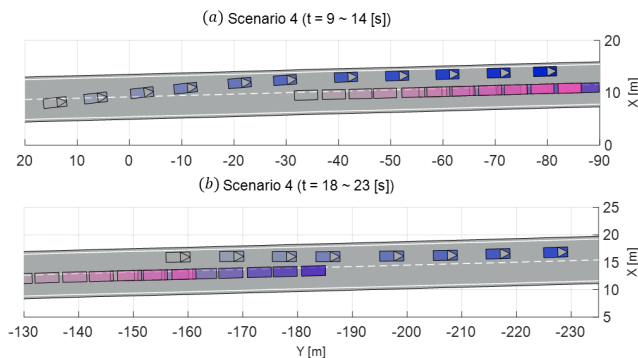 (a) Scenario 4 (t = 9 ~ 14 [s])
20
10
0
X [m]
20 10 0 -10 -20 -30 -40 -50 -60 -70 -80 -90
(b) Scenario 4 (t = 18 ~ 23 [s])
25
20
15
10
5
X [m]
-130 -140 -150 -160 -170 -180 -190 -200 -210 -220 -230
Y [m]